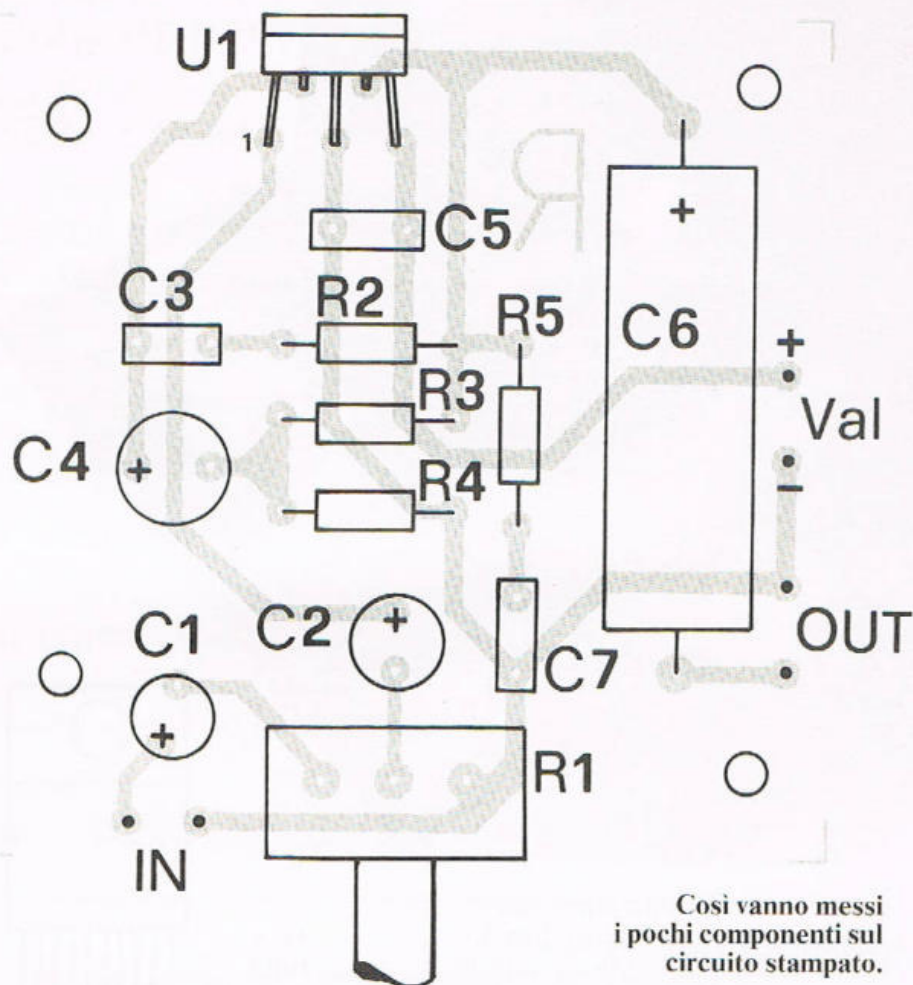 U1
1
C5
+
C3
R2
R5
C6
+
R3
Val
C4
+
R4
-
C1
C2
+
OUT
+
C7
R1
IN
Così vanno messi
i pochi componenti sul
circuito stampato.